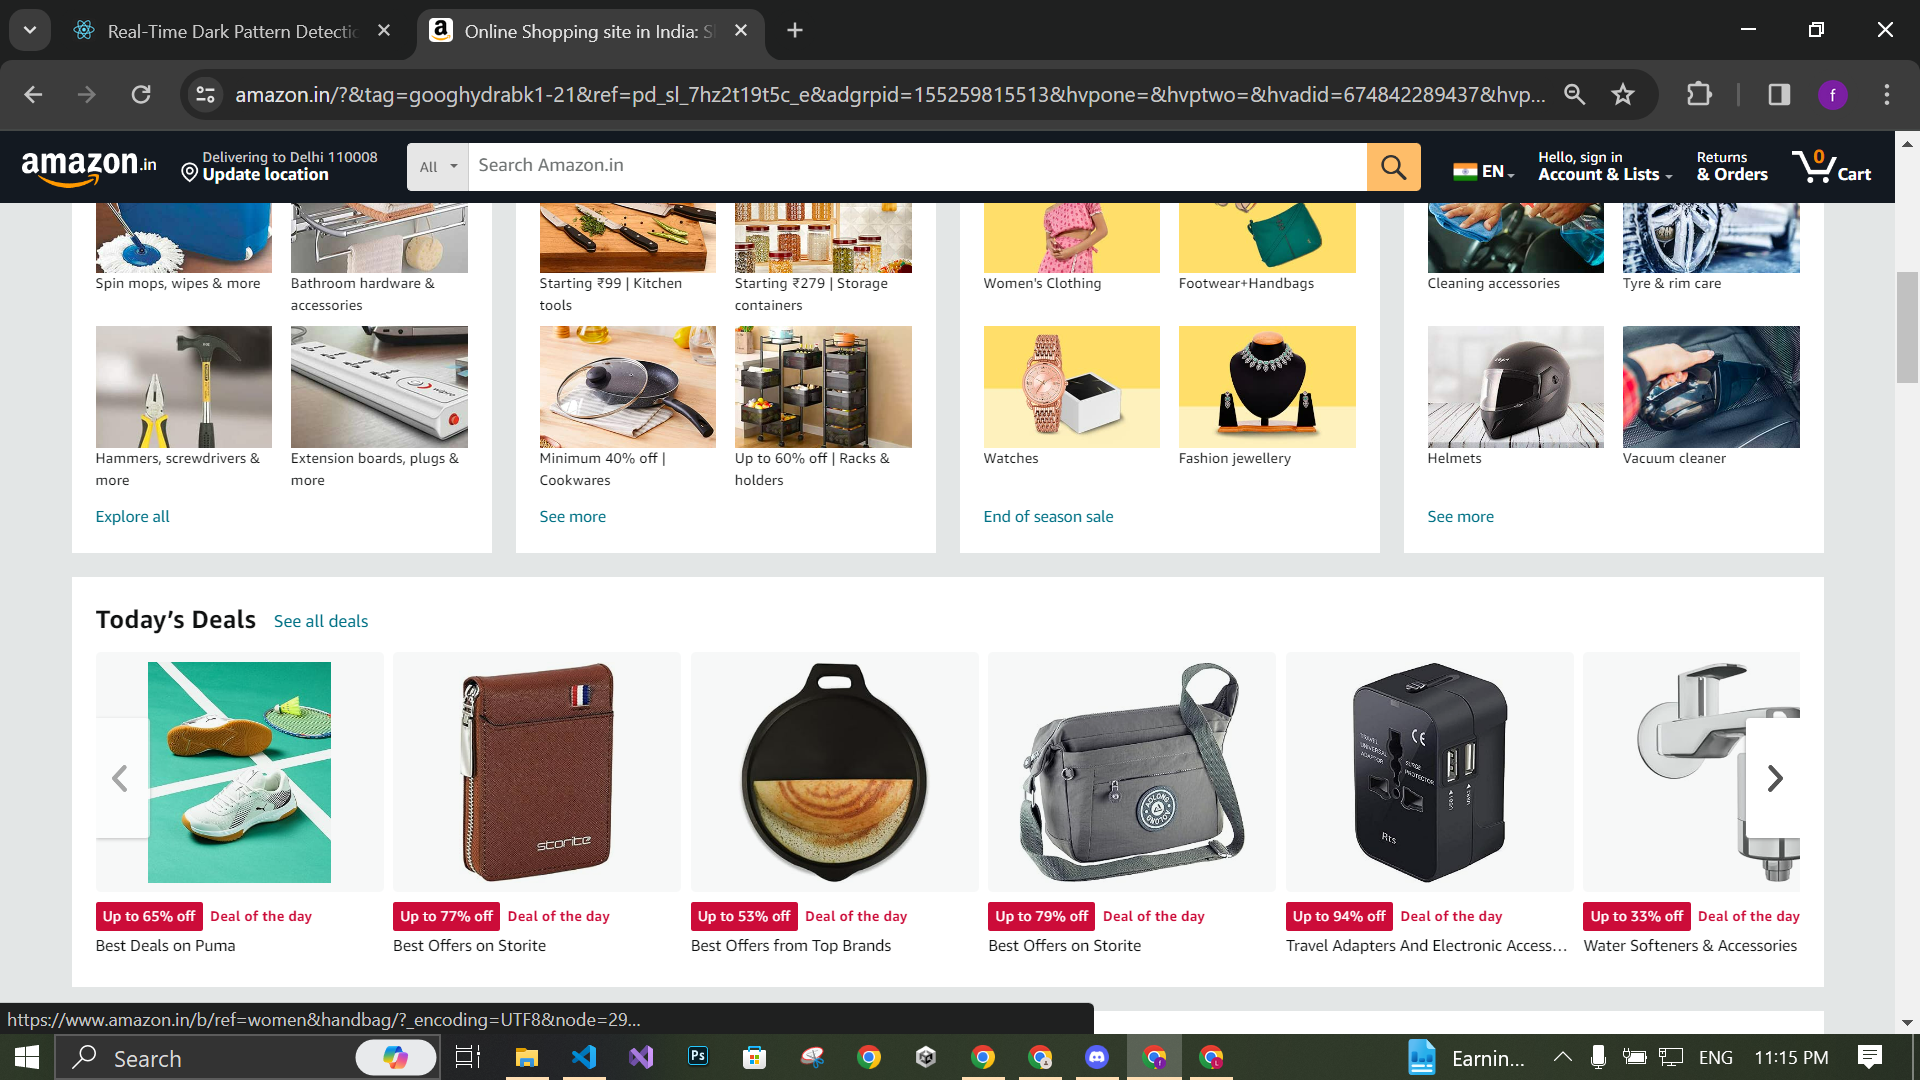 Real-Time Dark Pattern Detectic
Online Shopping site in India: S
amazon.in/?&tag=googhydrabk1-21&ref=pd_sl_7hz2t19t5c_e&adgrpid=155259815513&hvpone=&hvptwo=&hvadid=674842289437&hvp...
f
amazon.in
Delivering to Delhi 110008
Update location
All
Search Amazon.in
EN
Hello, sign in
Account & Lists
Returns
& Orders
0
Cart
Spin mops, wipes & more
Bathroom hardware &
accessories
Starting ₹99 | Kitchen
tools
Starting ₹279 | Storage
containers
Women's Clothing
Footwear+Handbags
Cleaning accessories
Tyre & rim care
Hammers, screwdrivers &
more
Extension boards, plugs &
more
Minimum 40% off |
Cookwares
Up to 60% off | Racks &
holders
Watches
Fashion jewellery
Helmets
Vacuum cleaner
Explore all
See more
End of season sale
See more
Today's Deals
See all deals
storite
AOLONG
TRAVEL
UNIVERSAL
ADAPTOR
CE
SURGE
PROTECTOR
Rts
Up to 65% off
Deal of the day
Best Deals on Puma
Up to 77% off
Deal of the day
Best Offers on Storite
Up to 53% off
Deal of the day
Best Offers from Top Brands
Up to 79% off
Deal of the day
Best Offers on Storite
Up to 94% off
Deal of the day
Travel Adapters And Electronic Access...
Up to 33% off
Deal of the day
Water Softeners & Accessories
https://www.amazon.in/b/ref=women&handbag/?_encoding=UTF8&node=29...
Search
Ps
Earnin...
ENG
11:15 PM